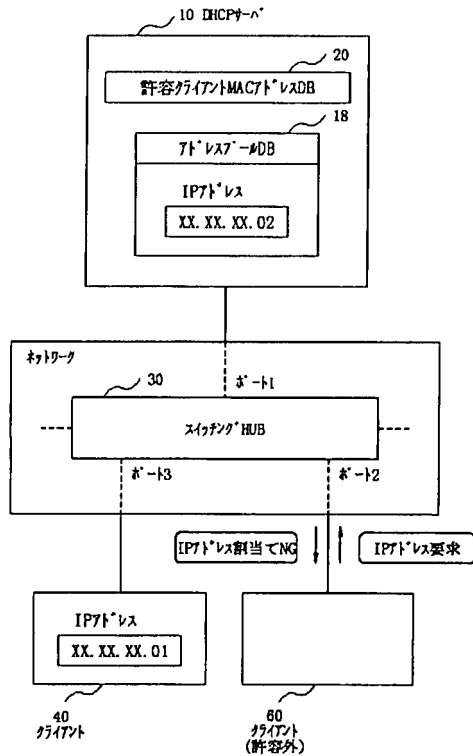 10 DHCPサーバ
20
許容クライアントMACアドレスDB
18
アドレスプールDB
IPアドレス
XX. XX. XX. 02
ネットワーク
30
ポート1
スイッチングHUB
ポート3
ポート2
IPアドレス割当てNG
IPアドレス要求
IPアドレス
XX. XX. XX. 01
40
クライアント
60
クライアント
(許容外)